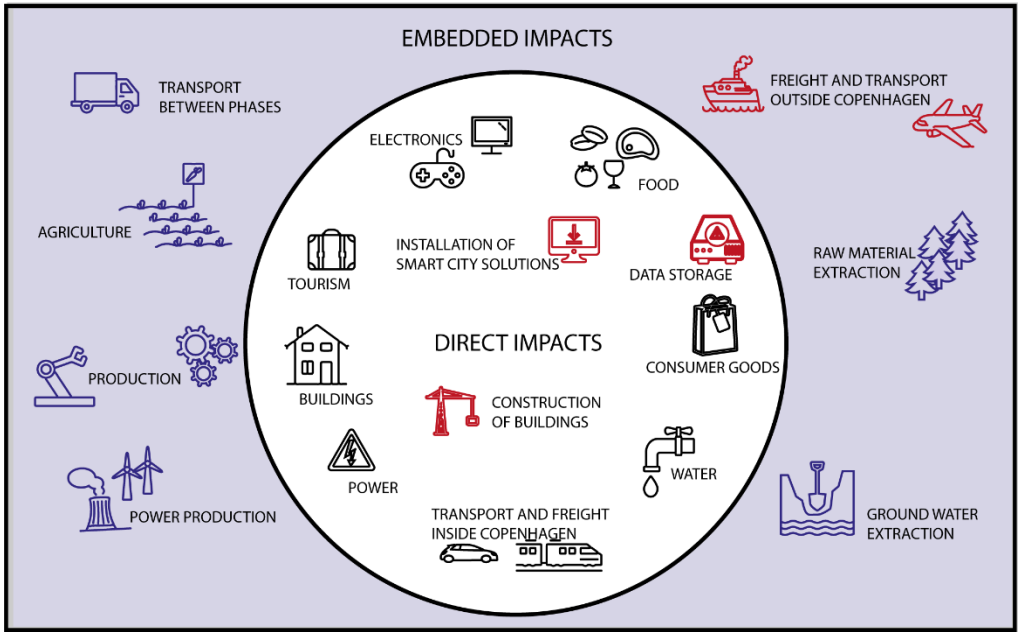 EMBEDDED IMPACTS
TRANSPORT
BETWEEN PHASES
FREIGHT AND TRANSPORT
OUTSIDE COPENHAGEN
ELECTRONICS
FOOD
AGRICULTURE
INSTALLATION OF
SMART CITY SOLUTIONS
DATA STORAGE
RAW MATERIAL
EXTRACTION
TOURISM
DIRECT IMPACTS
CONSUMER GOODS
PRODUCTION
BUILDINGS
CONSTRUCTION
OF BUILDINGS
POWER
WATER
POWER PRODUCTION
TRANSPORT AND FREIGHT
INSIDE COPENHAGEN
GROUND WATER
EXTRACTION